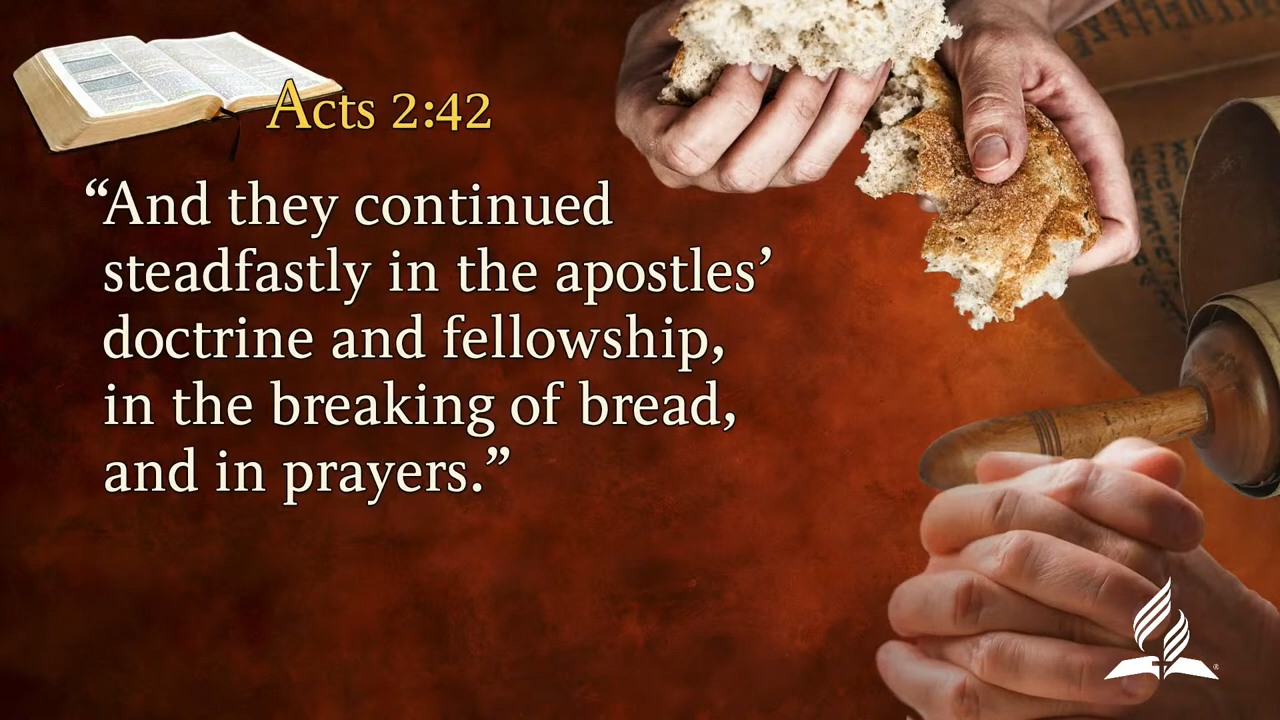 Acts 2:42
“And they continued
steadfastly in the apostles’
doctrine and fellowship,
in the breaking of bread,
and in prayers.”